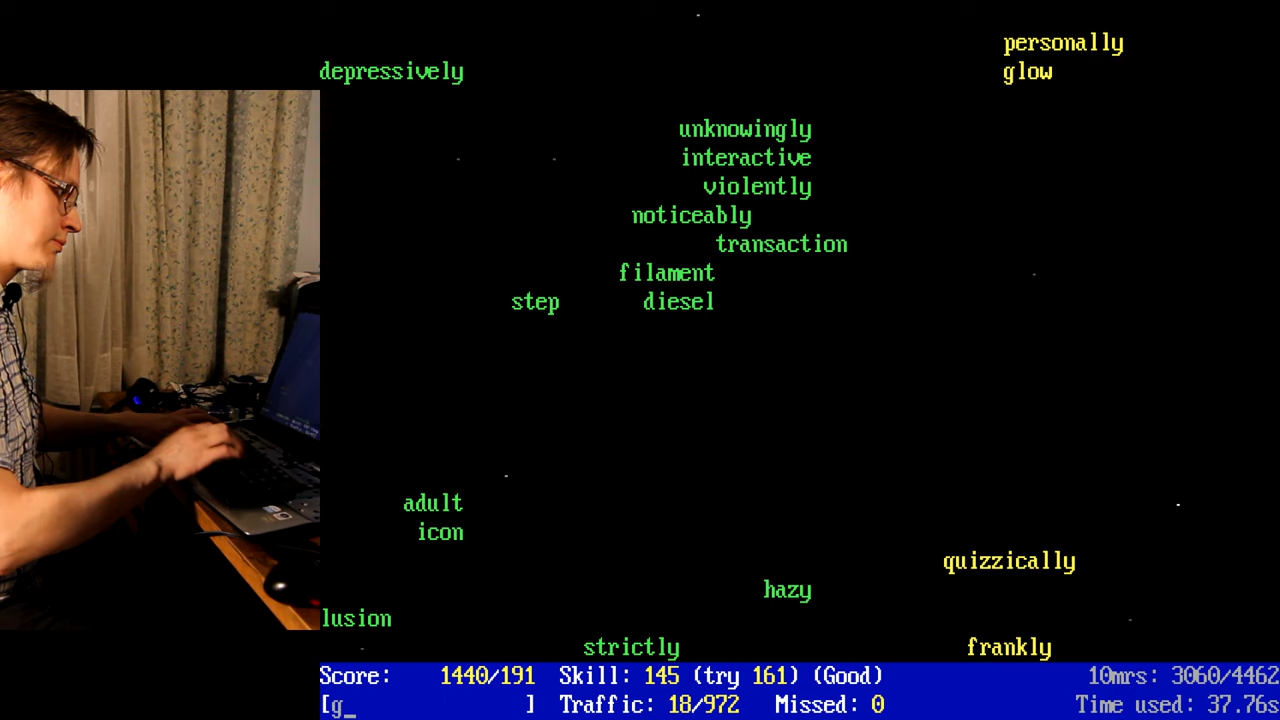 personally
depressively glow
unknowingly
interactive
violently
noticeably
transaction
filament
step diesel
adult
icon
quizzically
hazy
lusion
strictly frankly
Score: 1440/191 Skill: 145 (try 161) (Good) 10mrs: 3060/4462
[g_ ] Traffic: 18/972 Missed: 0 Time used: 37.76s